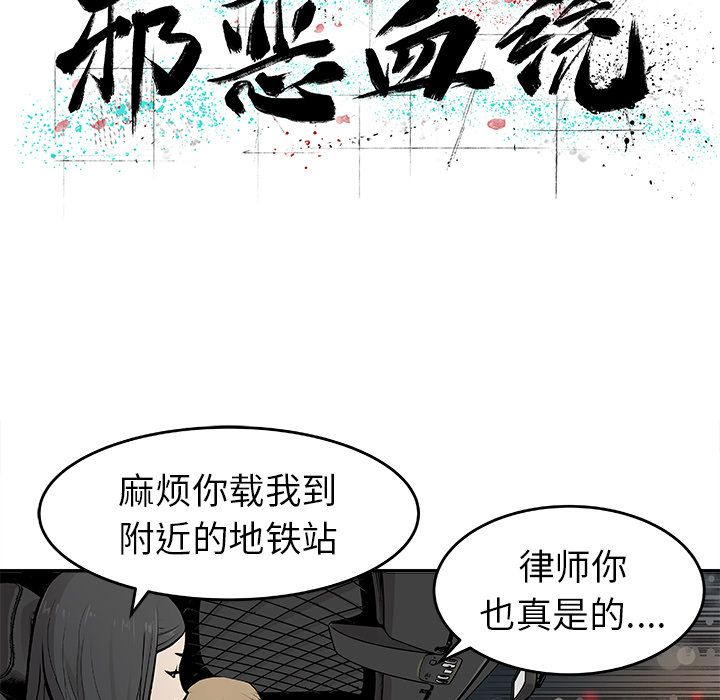 邪恶血统
麻烦你载我到
附近的地铁站
律师你
也真是的....